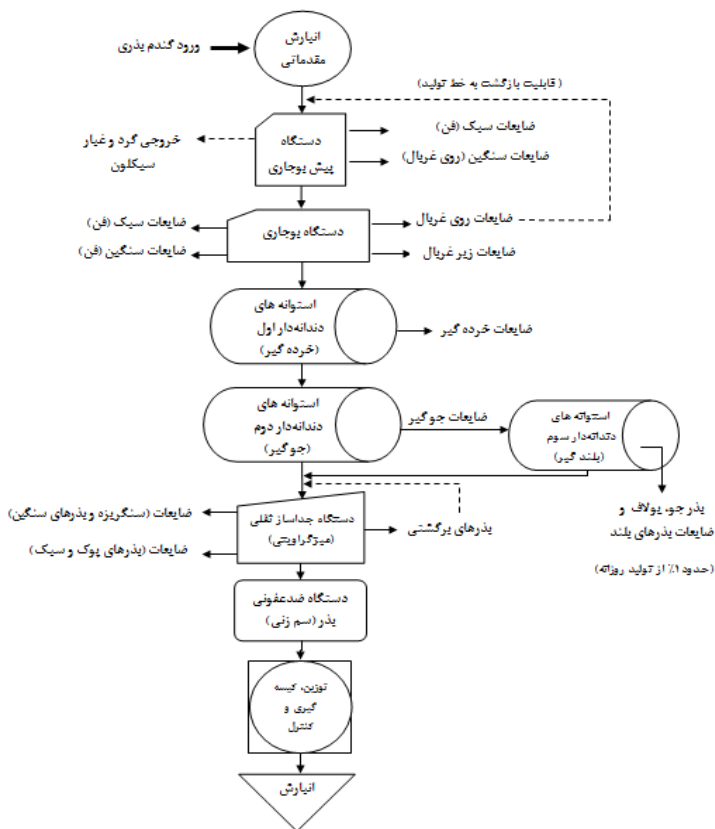 ورود گندم بذری
انبارش
مقدماتی
(قابلیت بازگشت به خط تولید)
خروجی گرد و غبار
سیکلون
دستگاه
پیش بوجاری
ضایعات سبک (فن)
ضایعات سنگین (روی غربال)
ضایعات سبک (فن)
ضایعات سنگین (فن)
دستگاه بوجاری
ضایعات روی غربال
ضایعات زیر غربال
استوانه های
دندانه‌دار اول
(خرده گیر)
ضایعات خرده گیر
استوانه های
دندانه‌دار دوم
(جو گیر)
ضایعات جو گیر
استوانه های
دندانه‌دار سوم
(بلند گیر)
بذر جو، یولاف و
ضایعات بذرهای بلند
(حدود ۱٪ از تولید روزانه)
ضایعات (سنگریزه و بذرهای سنگین)
ضایعات (بذرهای پوک و سبک)
دستگاه جداساز ثقلی
(میزگراویتی)
بذرهای برگشتی
دستگاه ضدعفونی
بذر (سم زنی)
توزین، کیسه
گیری و
کنترل
انبارش